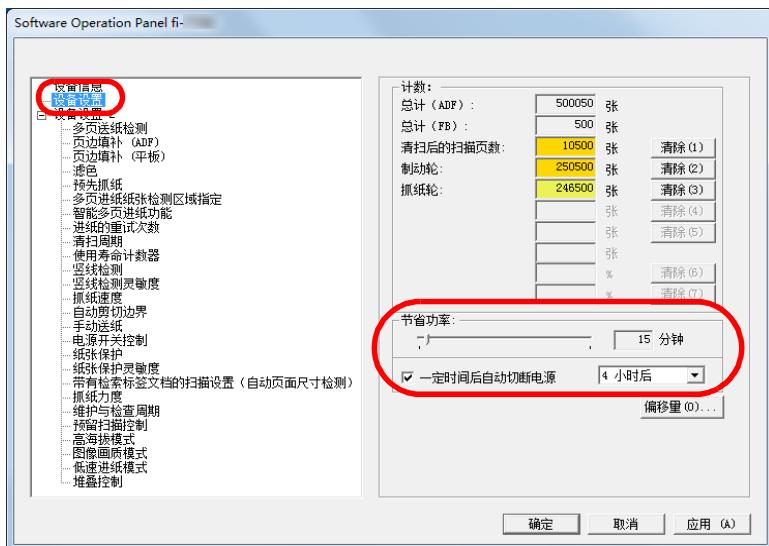 Software Operation Panel fi-
设备信息
设备设置
设备设置 2
多页送纸检测
页边填补 (ADF)
页边填补 (平板)
滤色
预先抓纸
多页进纸纸张检测区域指定
智能多页进纸功能
进纸的重试次数
清扫周期
使用寿命计数器
竖线检测
竖线检测灵敏度
抓纸速度
自动剪切边界
手动送纸
电源开关控制
纸张保护
纸张保护灵敏度
带有检索标签文档的扫描设置(自动页面尺寸检测)
抓纸力度
维护与检查周期
预留扫描控制
高海拔模式
图像画质模式
低速进纸模式
堆叠控制
计数:
总计 (ADF) : 500050 张
总计 (FB) : 500 张
清扫后的扫描页数: 10500 张 清除(1)
制动轮: 250500 张 清除(2)
抓纸轮: 246500 张 清除(3)
张 清除(4)
张 清除(5)
张
% 清除(6)
% 清除(7)
节省功率:
15 分钟
一定时间后自动切断电源 4 小时后
偏移量(O)...
确定 取消 应用 (A)